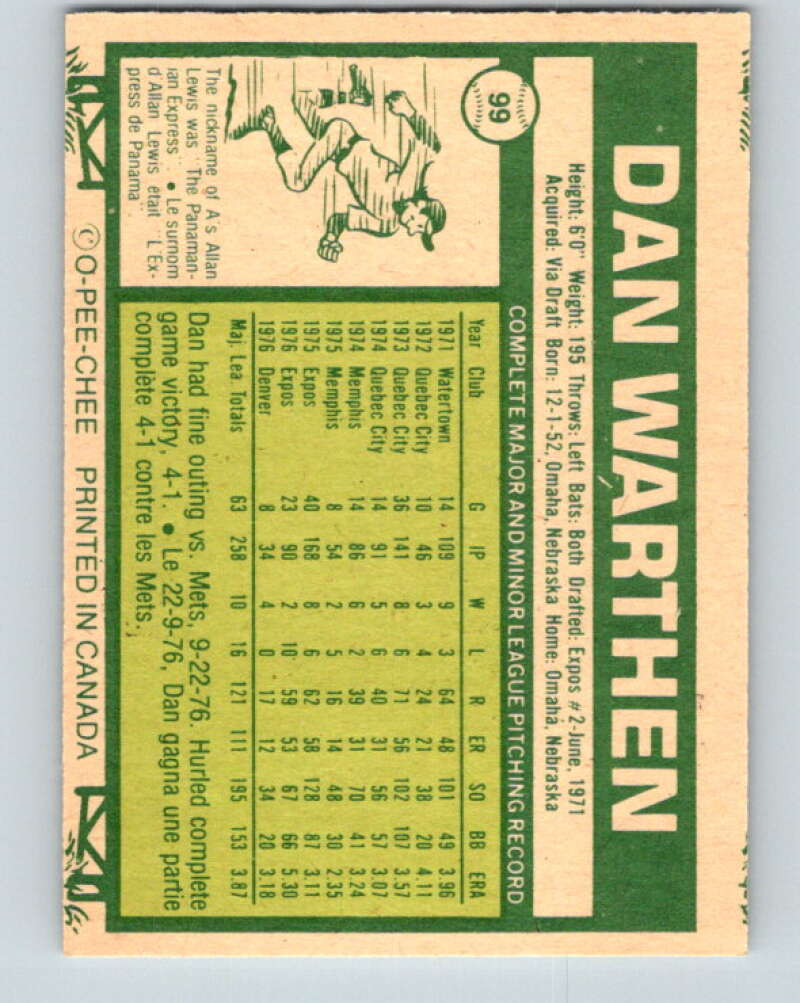 99
DAN WARTHEN
Height: 6'0" Weight: 195 Throws: Left Bats: Both Drafted: Expos #2-June, 1971
Acquired: Via Draft Born: 12-1-52, Omaha, Nebraska Home: Omaha, Nebraska
COMPLETE MAJOR AND MINOR LEAGUE PITCHING RECORD
Year Club G IP W L R ER SO BB ERA
1971 Watertown 14 109 9 3 64 48 101 49 3.96
1972 Quebec City 10 46 3 4 24 21 38 20 4.11
1973 Quebec City 36 141 8 6 71 56 102 107 3.57
1974 Quebec City 14 91 5 6 40 31 56 57 3.07
1974 Memphis 14 86 6 2 39 31 70 41 3.24
1975 Memphis 8 54 2 5 16 14 48 30 2.35
1975 Expos 40 168 8 6 62 58 128 87 3.11
1976 Expos 23 90 2 10 59 53 67 66 5.30
1976 Denver 8 34 4 0 17 12 34 20 3.18
Maj. Lea. Totals 63 258 10 16 121 111 195 153 3.87
Dan had fine outing vs. Mets, 9-22-76. Hurled complete
game victory, 4-1. • Le 22-9-76, Dan gagna une partie
complète 4-1 contre les Mets.
The nickname of A's Allan
Lewis was "The Panaman-
ian Express". • Le surnom
d'Allan Lewis était "L'Ex-
press de Panama".
© O-PEE-CHEE PRINTED IN CANADA